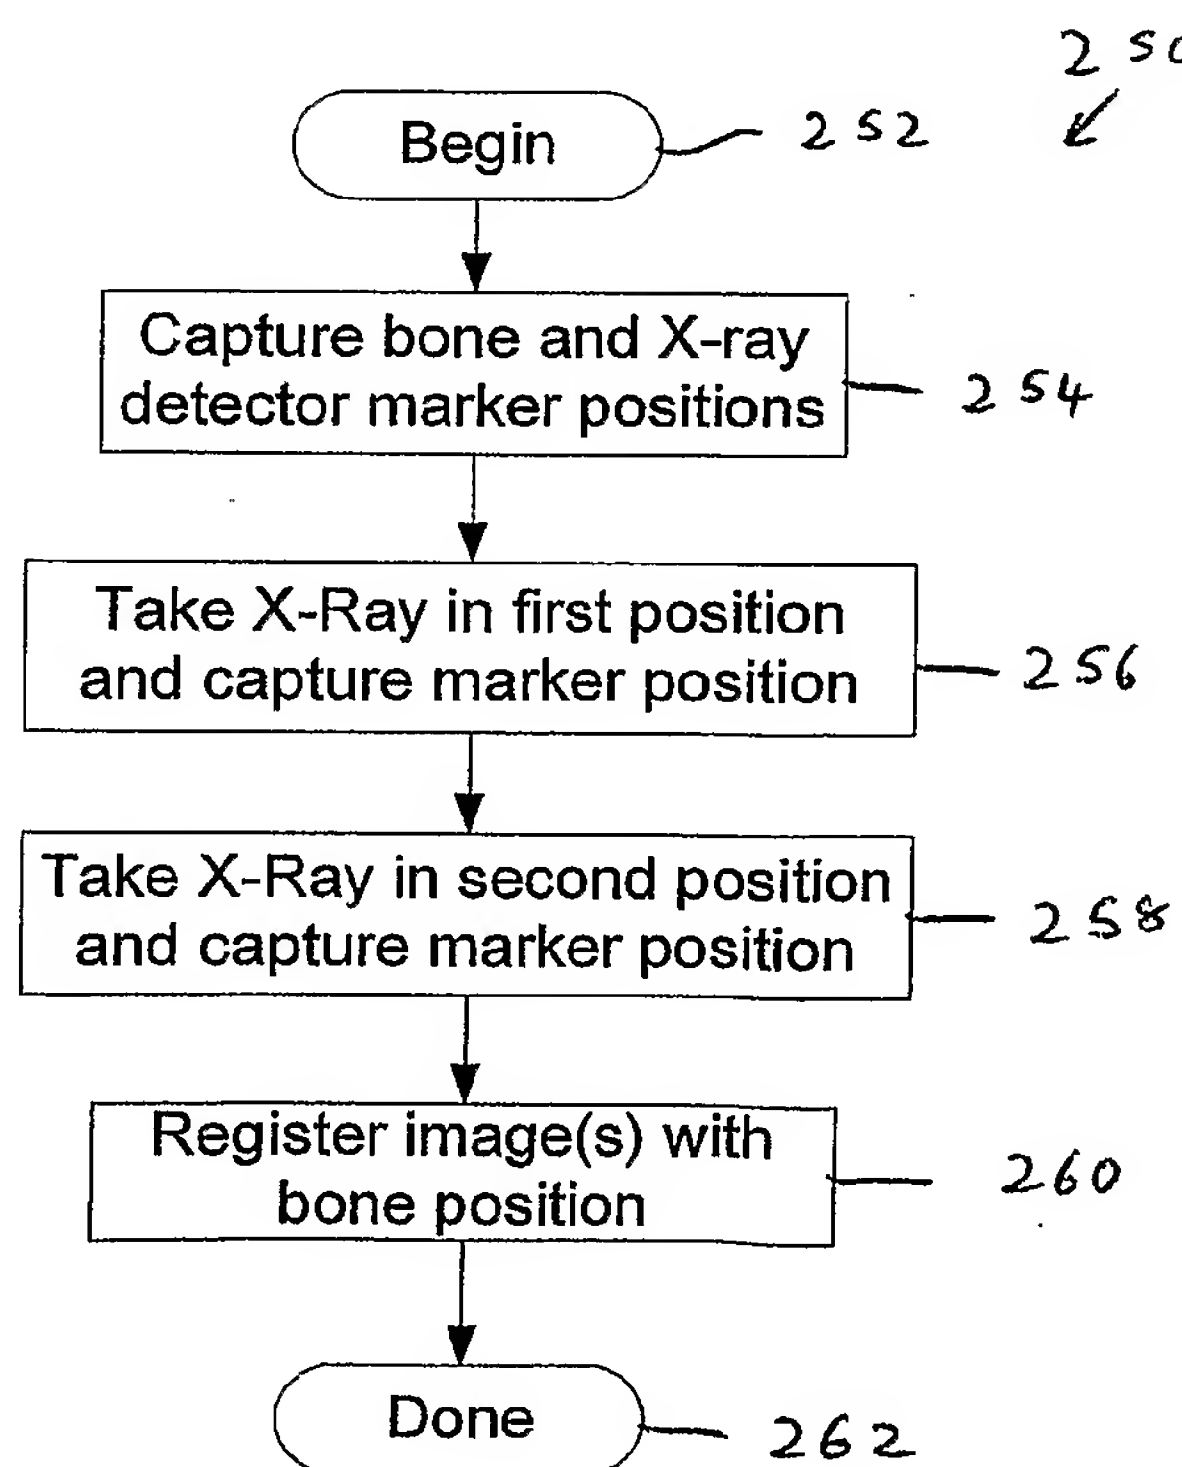 250
Begin
252
Capture bone and X-ray
detector marker positions
254
Take X-Ray in first position
and capture marker position
256
Take X-Ray in second position
and capture marker position
258
Register image(s) with
bone position
260
Done
262